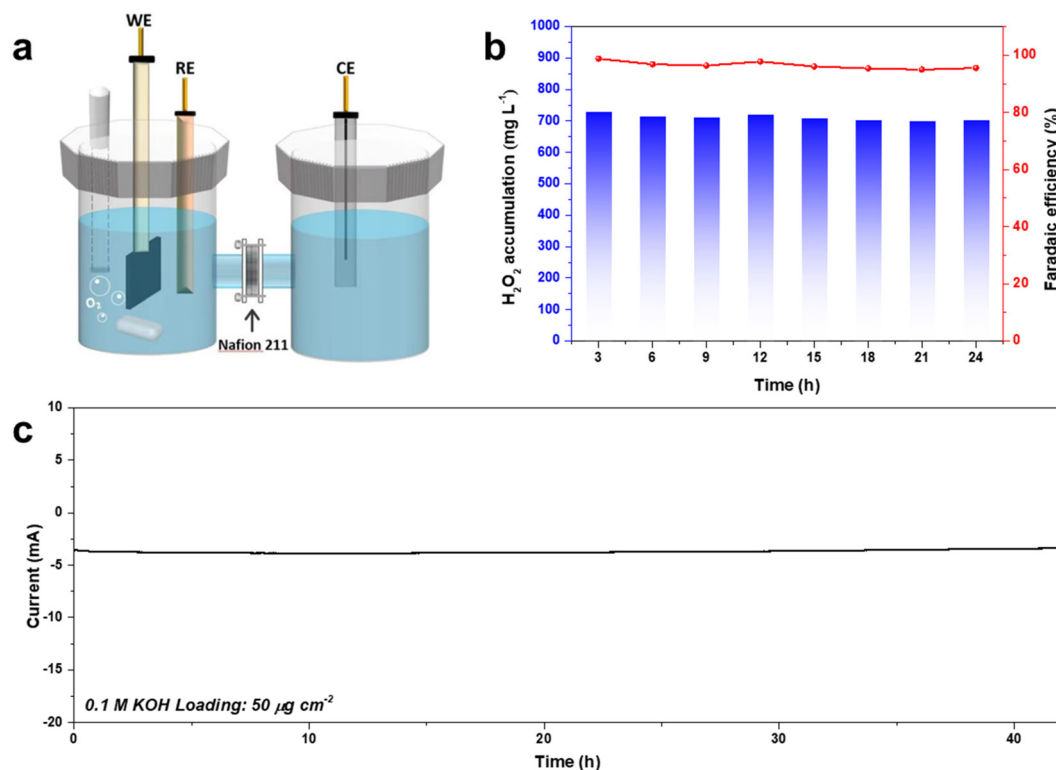 a
WE
RE
CE
O₂
Nafion 211
b
H₂O₂ accumulation (mg L⁻¹)
1000
900
800
700
600
500
400
300
200
100
0
3 6 9 12 15 18 21 24
Time (h)
100
80
60
40
20
0
Faradaic efficiency (%)
c
Current (mA)
10
5
0
-5
-10
-15
-20
0.1 M KOH Loading: 50 μg cm⁻²
0 10 20 30 40
Time (h)